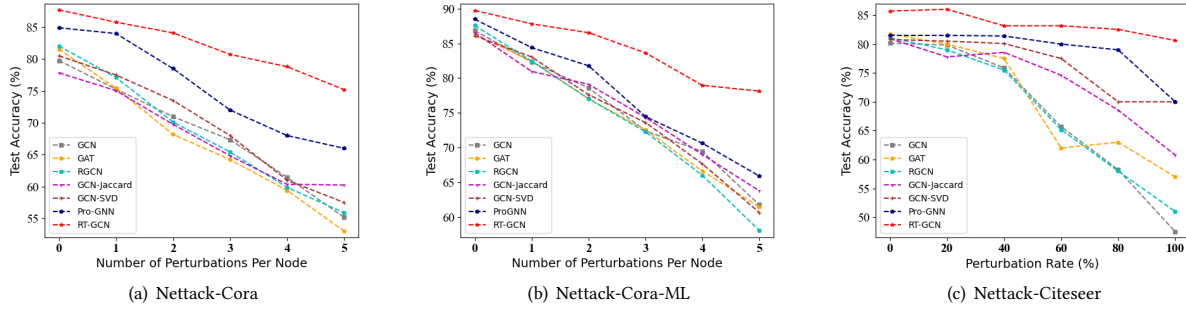 85
80
75
70
65
60
55
Test Accuracy (%)
GCN
GAT
RGCN
GCN-Jaccard
GCN-SVD
Pro-GNN
RT-GCN
0 1 2 3 4 5
Number of Perturbations Per Node
(a) Nettack-Cora
90
85
80
75
70
65
60
Test Accuracy (%)
GCN
GAT
RGCN
GCN-Jaccard
GCN-SVD
ProGNN
RT-GCN
0 1 2 3 4 5
Number of Perturbations Per Node
(b) Nettack-Cora-ML
85
80
75
70
65
60
55
50
Test Accuracy (%)
GCN
GAT
RGCN
GCN-Jaccard
GCN-SVD
Pro-GNN
RT-GCN
0 20 40 60 80 100
Perturbation Rate (%)
(c) Nettack-Citeseer